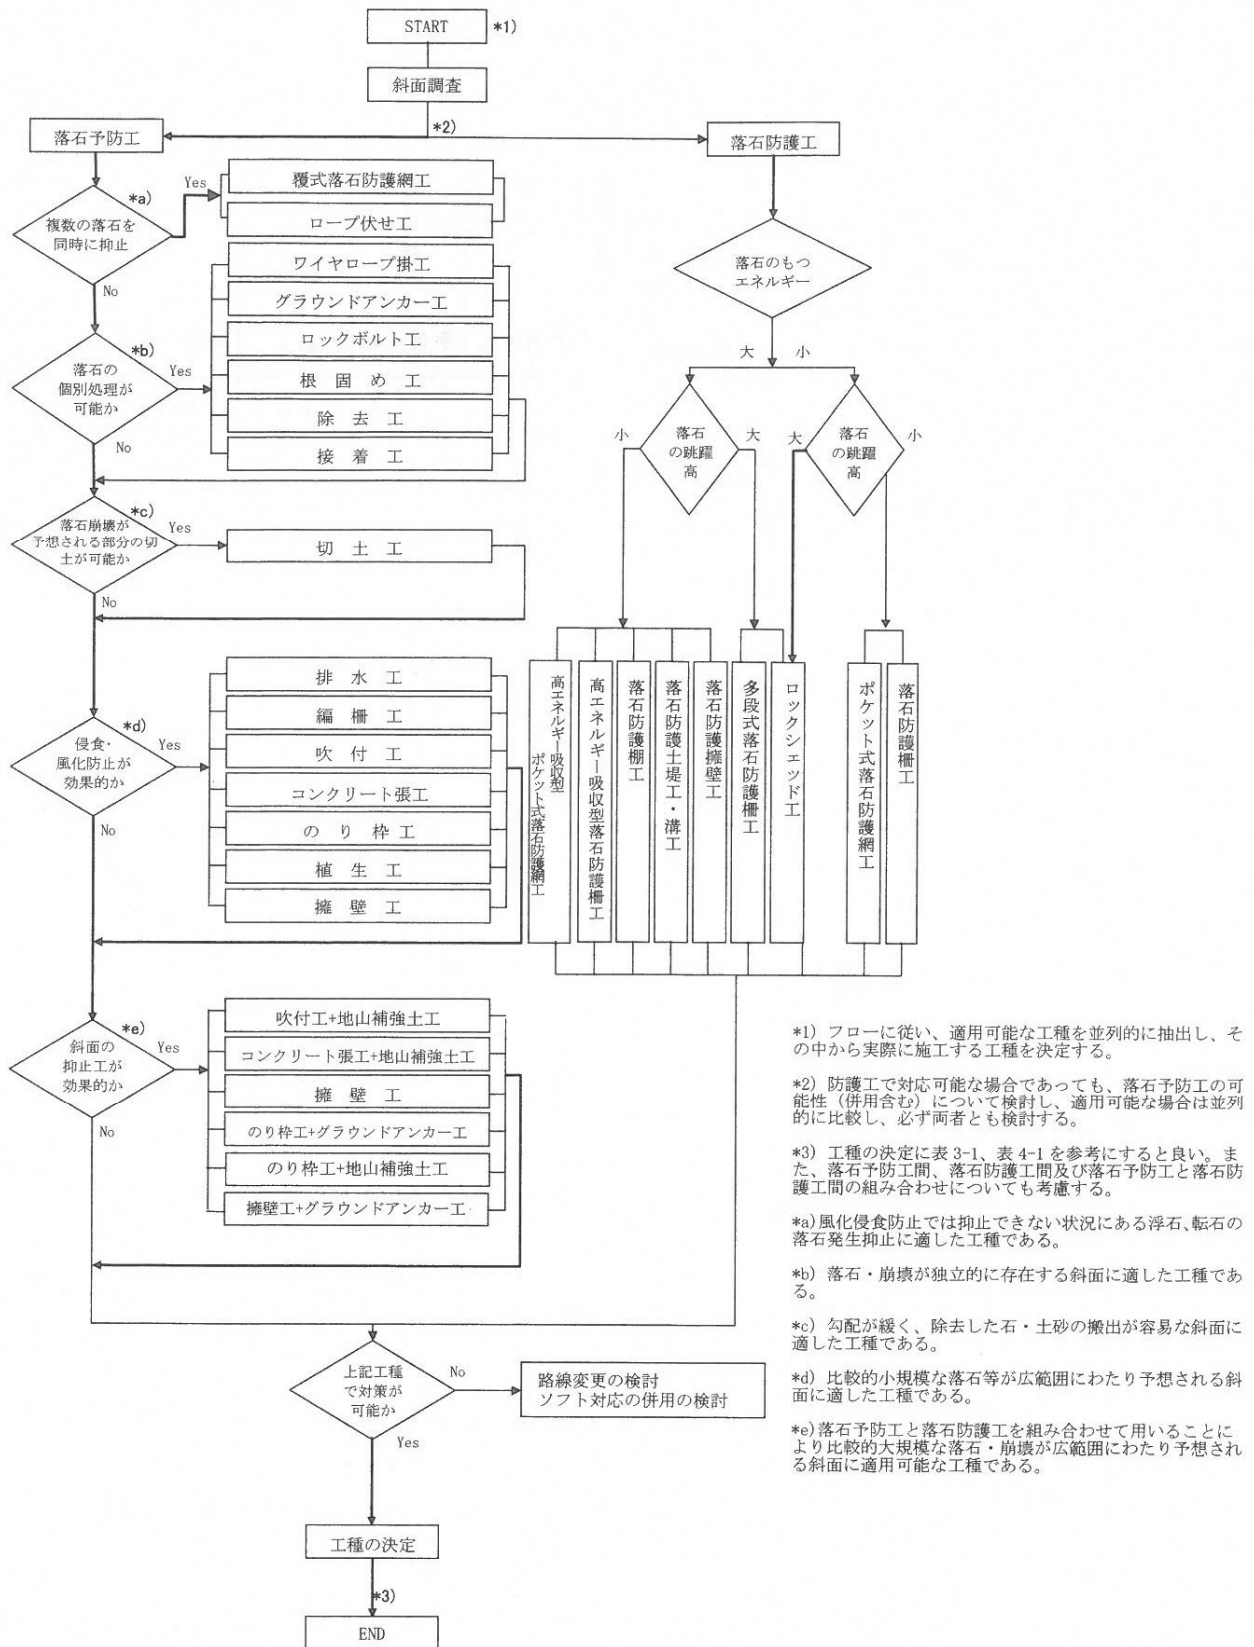 START
*1)
斜面調査
*2)
落石予防工
落石防護工
*a)
複数の落石を
同時に抑止
Yes
No
覆式落石防護網工
ロープ伏せ工
*b)
落石の
個別処理が
可能か
Yes
No
ワイヤロープ掛工
グラウンドアンカー工
ロックボルト工
根 固 め 工
除 去 工
接 着 工
*c)
落石崩壊が
予想される部分の切
土が可能か
Yes
No
切 土 工
*d)
侵食・
風化防止が
効果的か
Yes
No
排 水 工
編 柵 工
吹 付 工
コンクリート張工
の り 枠 工
植 生 工
擁 壁 工
*e)
斜面の
抑止工が
効果的か
Yes
No
吹付工+地山補強土工
コンクリート張工+地山補強土工
擁 壁 工
のり枠工+グラウンドアンカー工
のり枠工+地山補強土工
擁壁工+グラウンドアンカー工
落石のもつ
エネルギー
大
小
小
落石
の跳躍
高
大
大
落石
の跳躍
高
小
高エネルギー吸収型
ポケット式落石防護網工
高エネルギー吸収型落石防護柵工
落石防護棚工
落石防護土堤工・溝工
落石防護擁壁工
多段式落石防護柵工
ロックシェッド工
ポケット式落石防護網工
落石防護柵工
上記工種
で対策が
可能か
No
Yes
路線変更の検討
ソフト対応の併用の検討
工種の決定
*3)
END
*1) フローに従い、適用可能な工種を並列的に抽出し、そ
の中から実際に施工する工種を決定する。
*2) 防護工で対応可能な場合であっても、落石予防工の可
能性（併用含む）について検討し、適用可能な場合は並列
的に比較し、必ず両者とも検討する。
*3) 工種の決定に表 3-1、表 4-1 を参考にすると良い。ま
た、落石予防工間、落石防護工間及び落石予防工と落石防
護工間の組み合わせについても考慮する。
*a)風化侵食防止では抑止できない状況にある浮石、転石の
落石発生抑止に適した工種である。
*b) 落石・崩壊が独立的に存在する斜面に適した工種であ
る。
*c) 勾配が緩く、除去した石・土砂の搬出が容易な斜面に
適した工種である。
*d) 比較的小規模な落石等が広範囲にわたり予想される斜
面に適した工種である。
*e)落石予防工と落石防護工を組み合わせて用いることに
より比較的大規模な落石・崩壊が広範囲にわたり予想され
る斜面に適用可能な工種である。